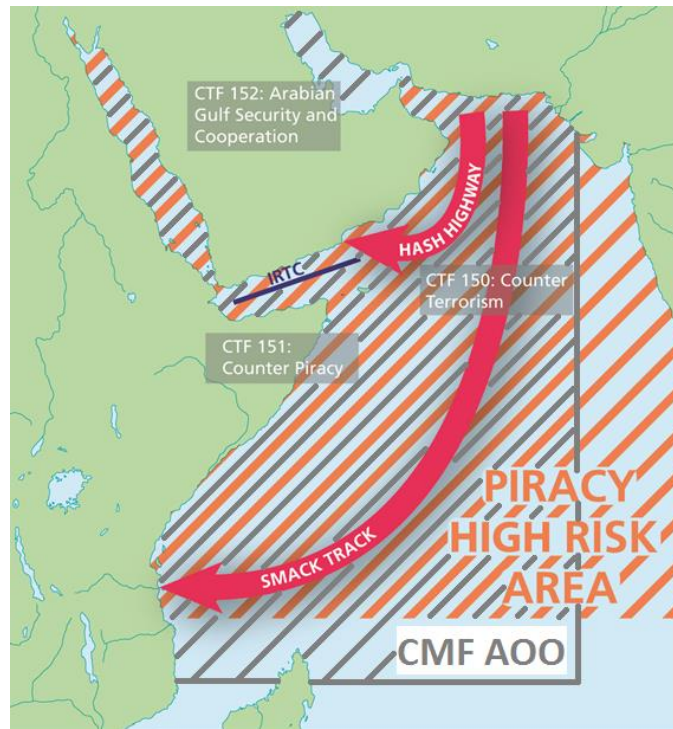 CTF 152: Arabian
Gulf Security and
Cooperation
HASH HIGHWAY
IRTC
CTF 150: Counter
Terrorism
CTF 151:
Counter Piracy
PIRACY
HIGH RISK
AREA
SMACK TRACK
CMF AOO